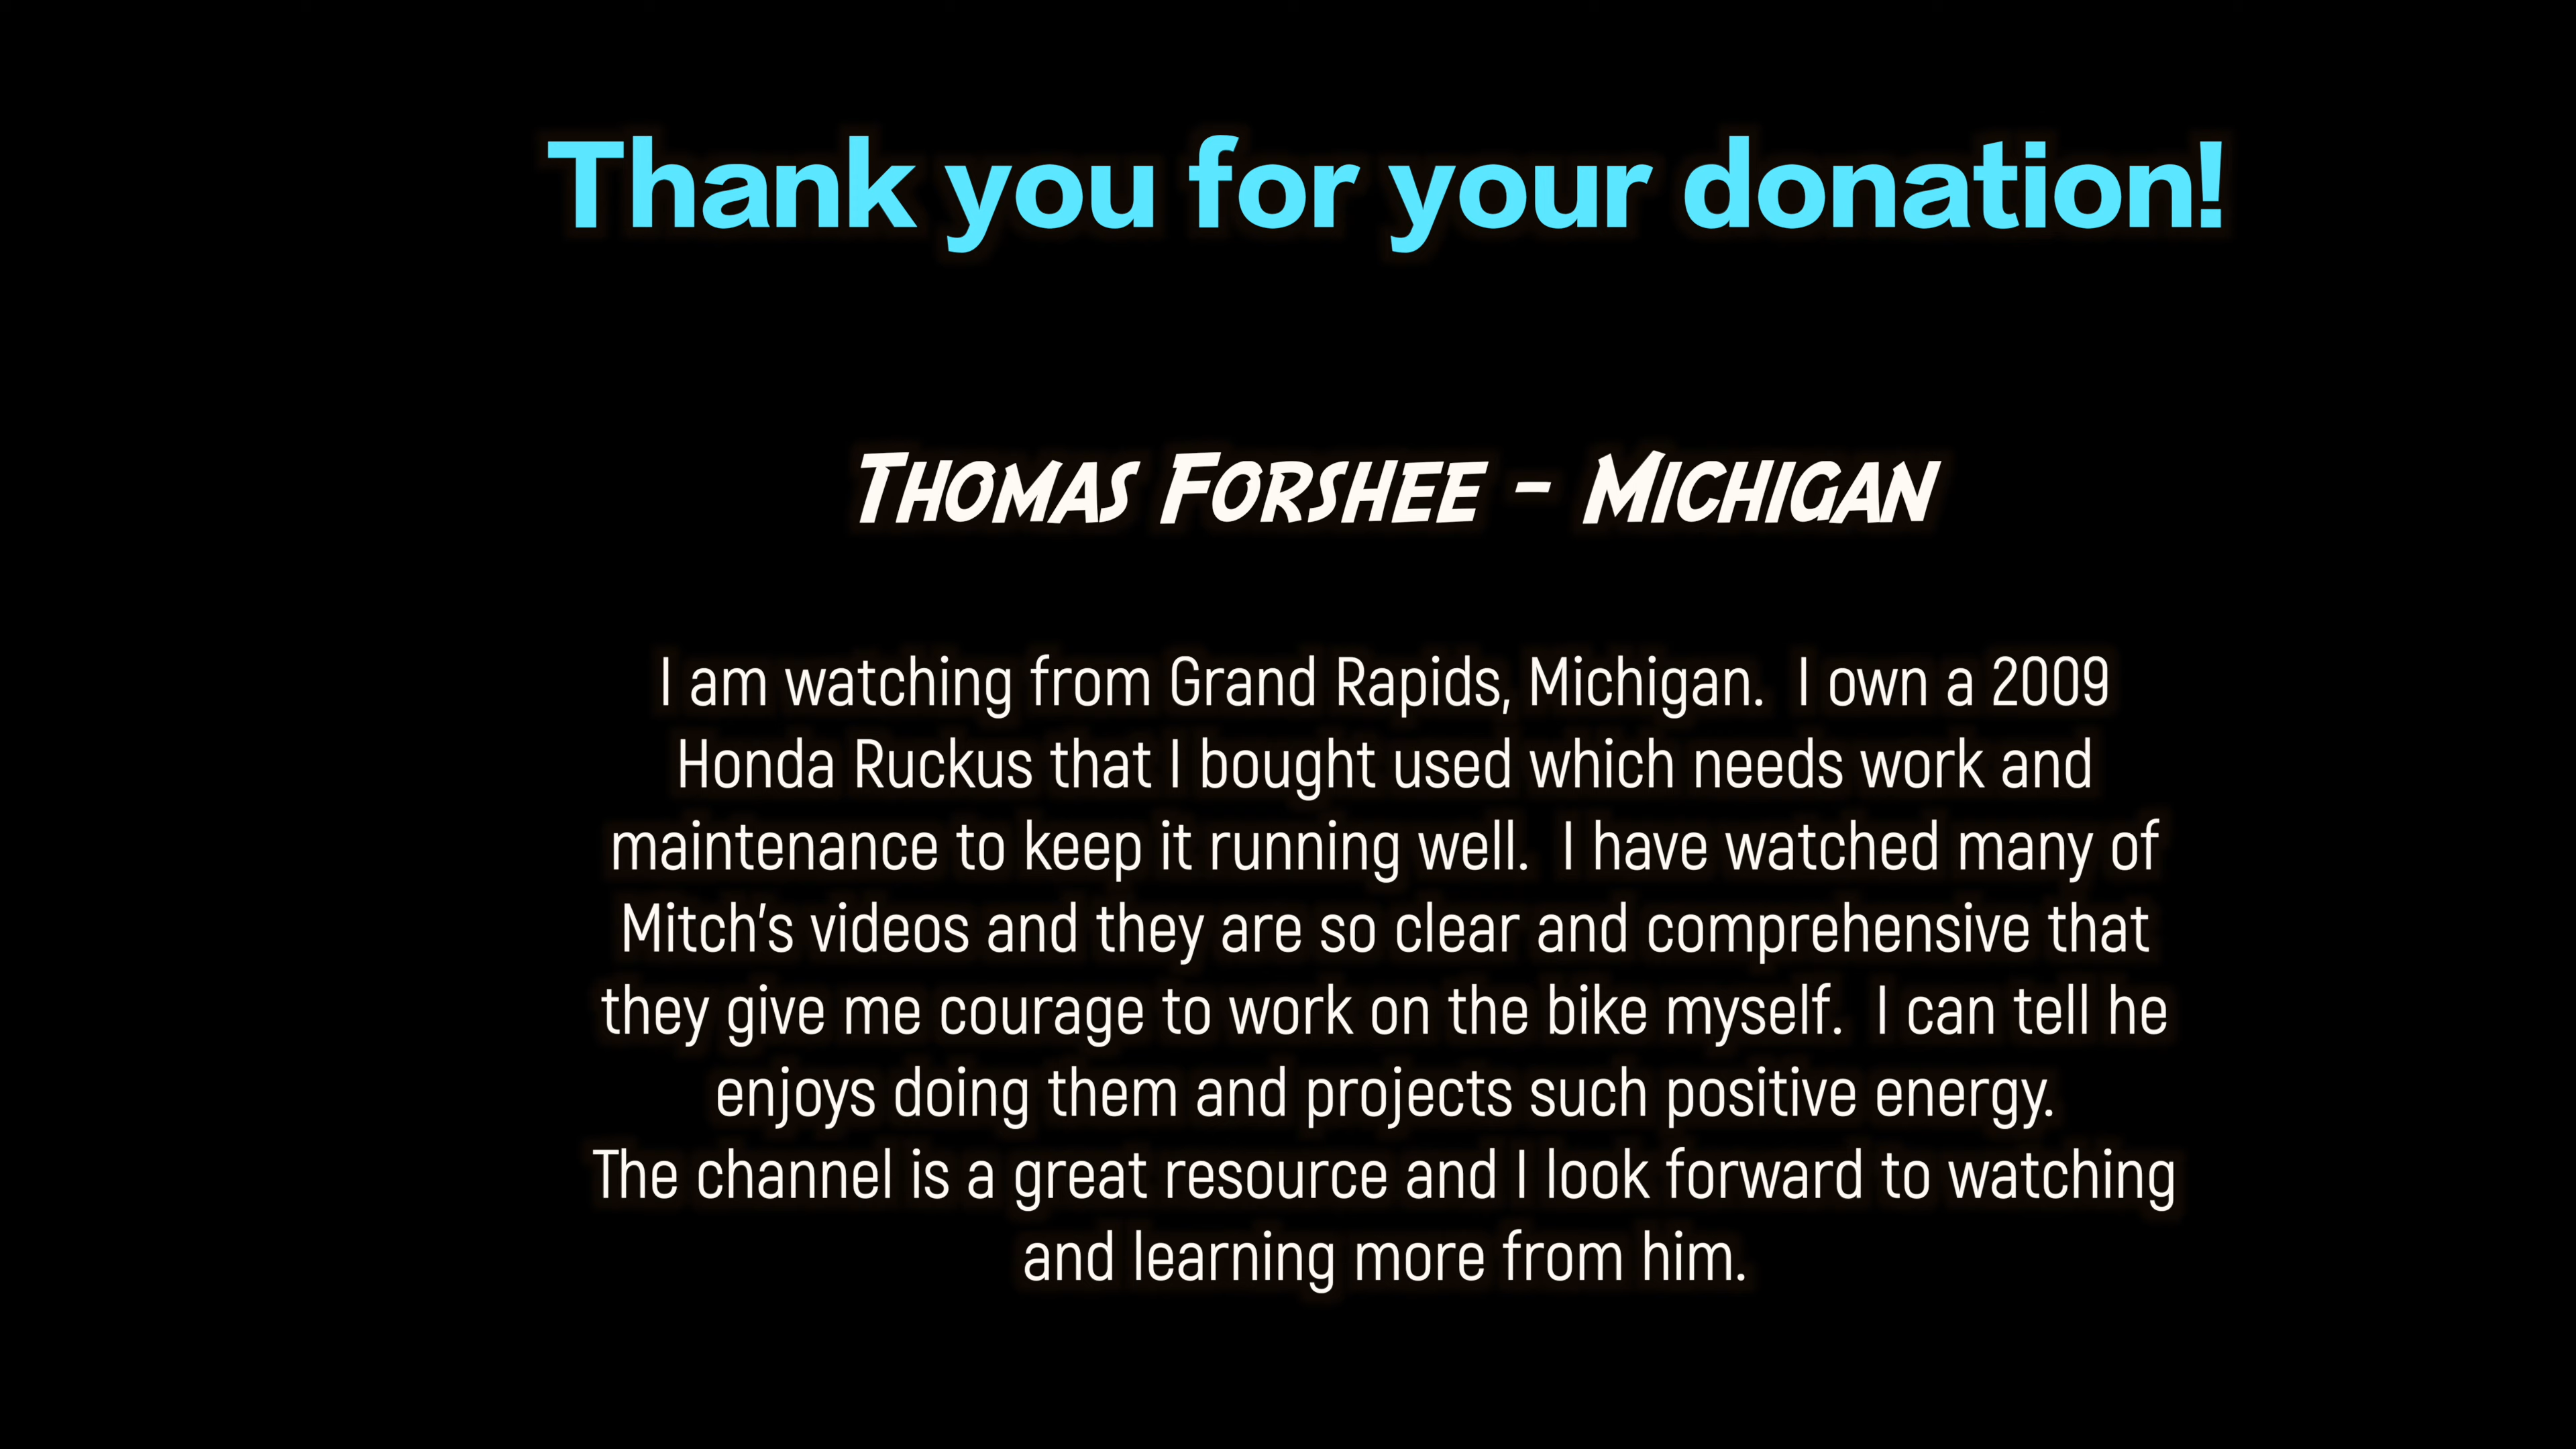 Thank you for your donation!
Thomas Forshee - Michigan
I am watching from Grand Rapids, Michigan.  I own a 2009
Honda Ruckus that I bought used which needs work and
maintenance to keep it running well.  I have watched many of
Mitch's videos and they are so clear and comprehensive that
they give me courage to work on the bike myself.  I can tell he
enjoys doing them and projects such positive energy.
The channel is a great resource and I look forward to watching
and learning more from him.